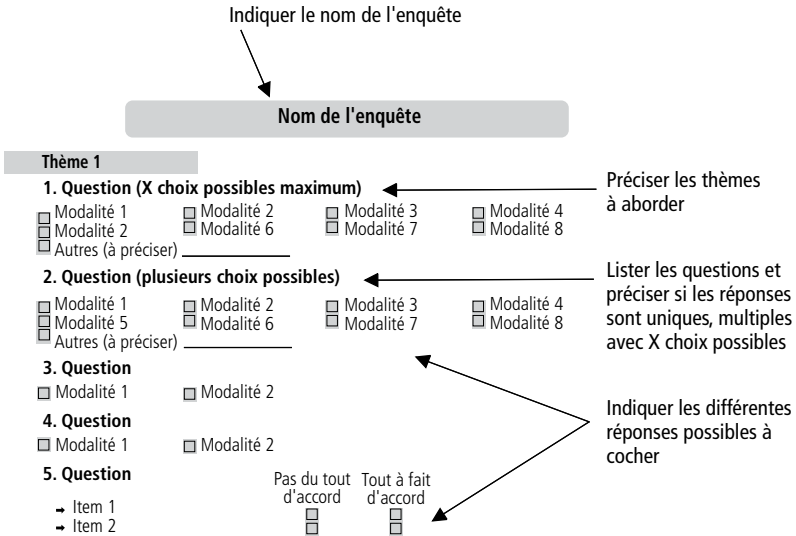 Indiquer le nom de l'enquête
Nom de l'enquête
Thème 1
1. Question (X choix possibles maximum)
Modalité 1 Modalité 2 Modalité 3 Modalité 4
Modalité 2 Modalité 6 Modalité 7 Modalité 8
Autres (à préciser)
Préciser les thèmes
à aborder
2. Question (plusieurs choix possibles)
Modalité 1 Modalité 2 Modalité 3 Modalité 4
Modalité 5 Modalité 6 Modalité 7 Modalité 8
Autres (à préciser)
Lister les questions et
préciser si les réponses
sont uniques, multiples
avec X choix possibles
3. Question
Modalité 1 Modalité 2
4. Question
Modalité 1 Modalité 2
Indiquer les différentes
réponses possibles à
cocher
5. Question
Pas du tout Tout à fait
d'accord d'accord
Item 1
Item 2